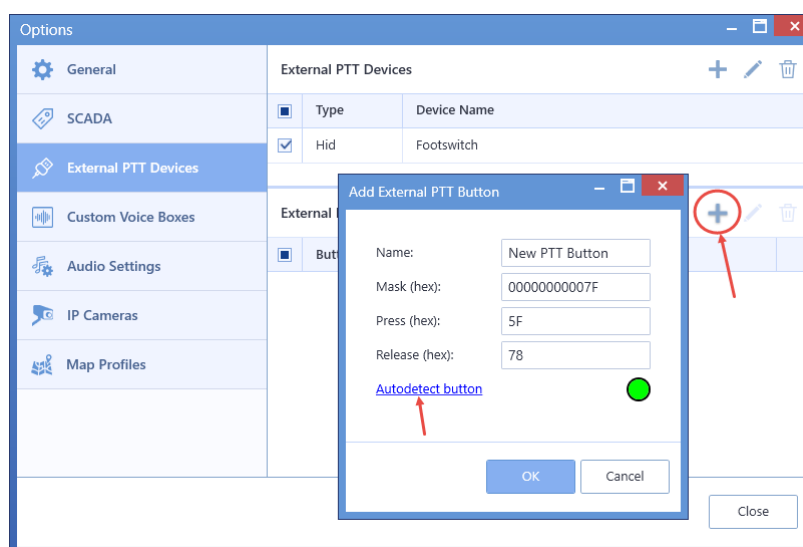 Options
General
SCADA
External PTT Devices
Custom Voice Boxes
Audio Settings
IP Cameras
Map Profiles
External PTT Devices
Type Device Name
Hid Footswitch
External
Add External PTT Button
Name: New PTT Button
Mask (hex): 00000000007F
Press (hex): 5F
Release (hex): 78
Autodetect button
OK Cancel
Close